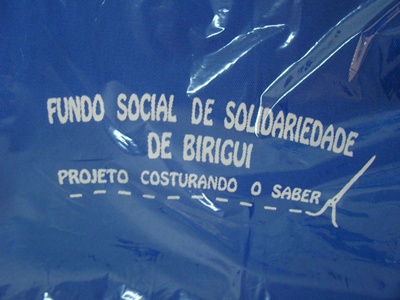 FUNDO SOCIAL DE SOLIDARIEDADE
DE BIRIGUI
PROJETO COSTURANDO O SABER